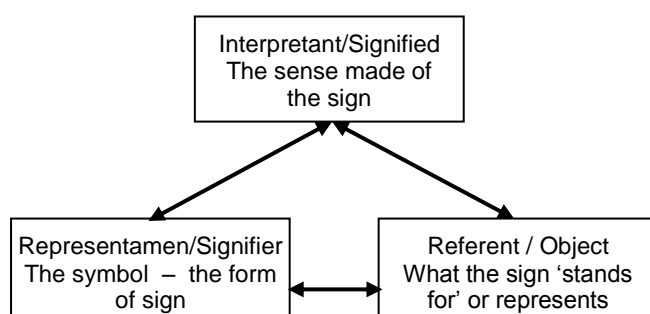 Interpretant/Signified
The sense made of
the sign
Representamen/Signifier
The symbol – the form
of sign
Referent / Object
What the sign ‘stands
for’ or represents